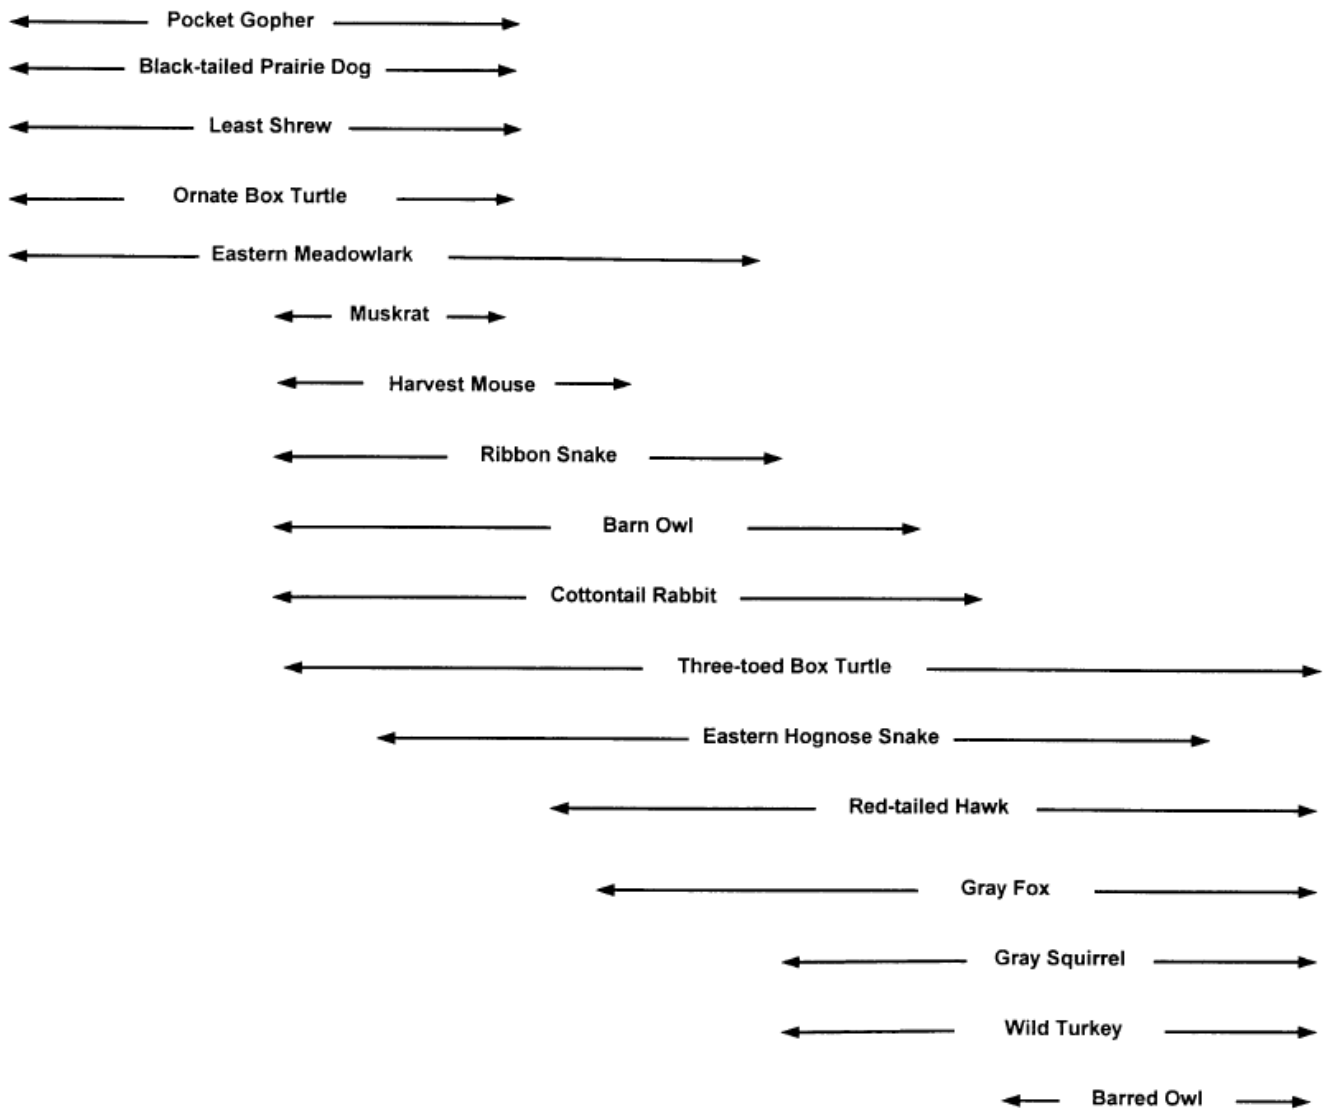 Pocket Gopher
Black-tailed Prairie Dog
Least Shrew
Ornate Box Turtle
Eastern Meadowlark
Muskrat
Harvest Mouse
Ribbon Snake
Barn Owl
Cottontail Rabbit
Three-toed Box Turtle
Eastern Hognose Snake
Red-tailed Hawk
Gray Fox
Gray Squirrel
Wild Turkey
Barred Owl